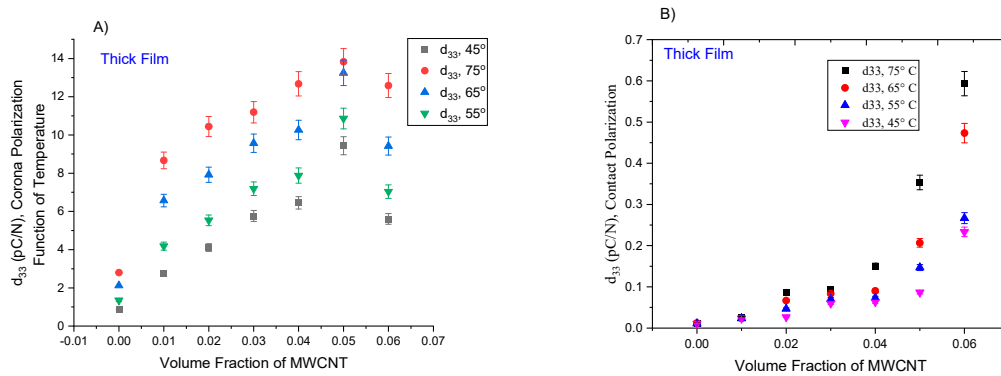 A)
Thick Film
d₃₃, 45º
d₃₃, 75º
d₃₃, 65º
d₃₃, 55º
d₃₃ (pC/N), Corona Polarization
Function of Temperature
14
12
10
8
6
4
2
0
-0.01 0.00 0.01 0.02 0.03 0.04 0.05 0.06 0.07
Volume Fraction of MWCNT
B)
Thick Film
d33, 75° C
d33, 65° C
d33, 55° C
d33, 45° C
d₃₃ (pC/N), Contact Polarization
0.7
0.6
0.5
0.4
0.3
0.2
0.1
0.0
0.00 0.02 0.04 0.06
Volume Fraction of MWCNT